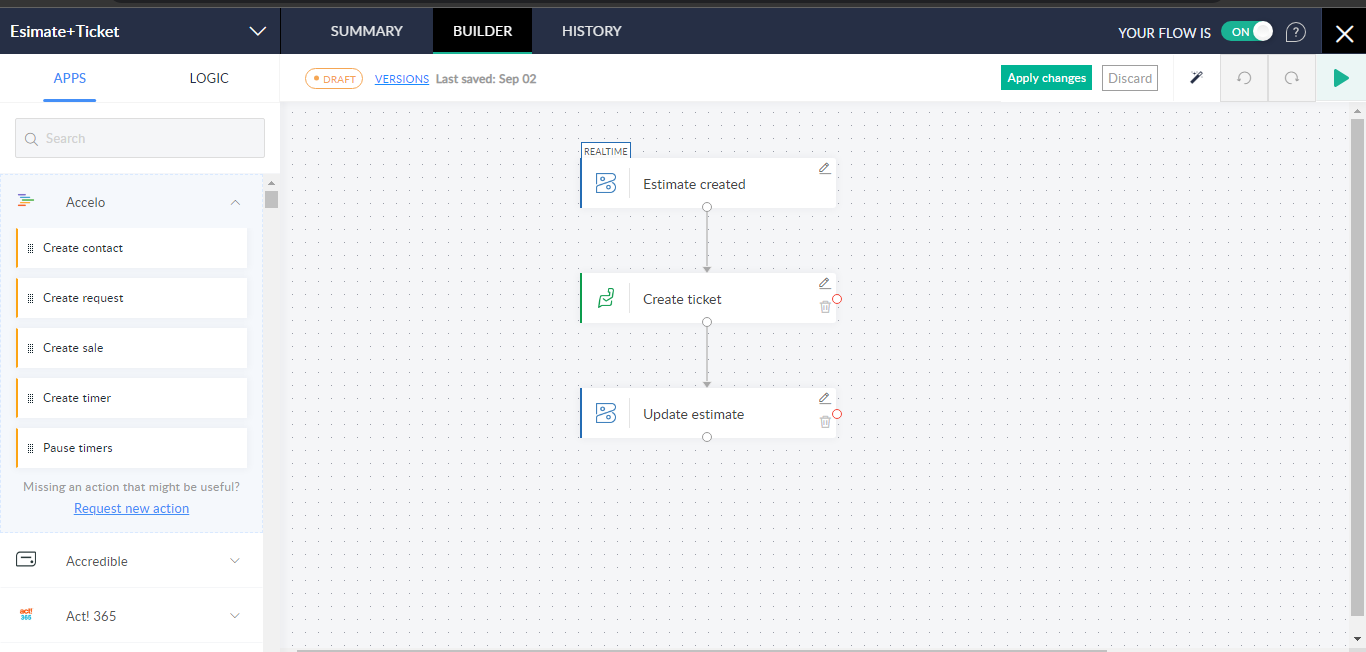 Esimate+Ticket
SUMMARY
BUILDER
HISTORY
YOUR FLOW IS
ON
?
APPS
LOGIC
DRAFT
VERSIONS
Last saved: Sep 02
Apply changes
Discard
Search
Accelo
Create contact
Create request
Create sale
Create timer
Pause timers
Missing an action that might be useful?
Request new action
Accredible
act!
365
Act! 365
REALTIME
Estimate created
Create ticket
Update estimate